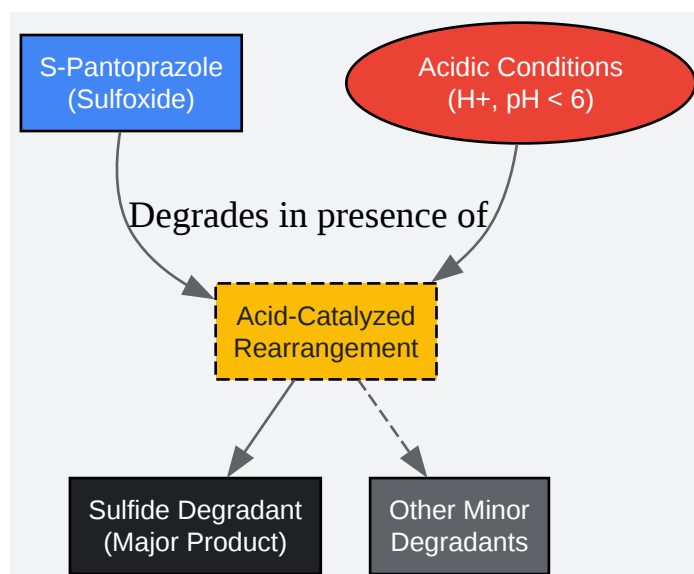 S-Pantoprazole
(Sulfoxide)
Acidic Conditions
(H+, pH < 6)
Degrades in presence of
Acid-Catalyzed
Rearrangement
Sulfide Degradant
(Major Product)
Other Minor
Degradants